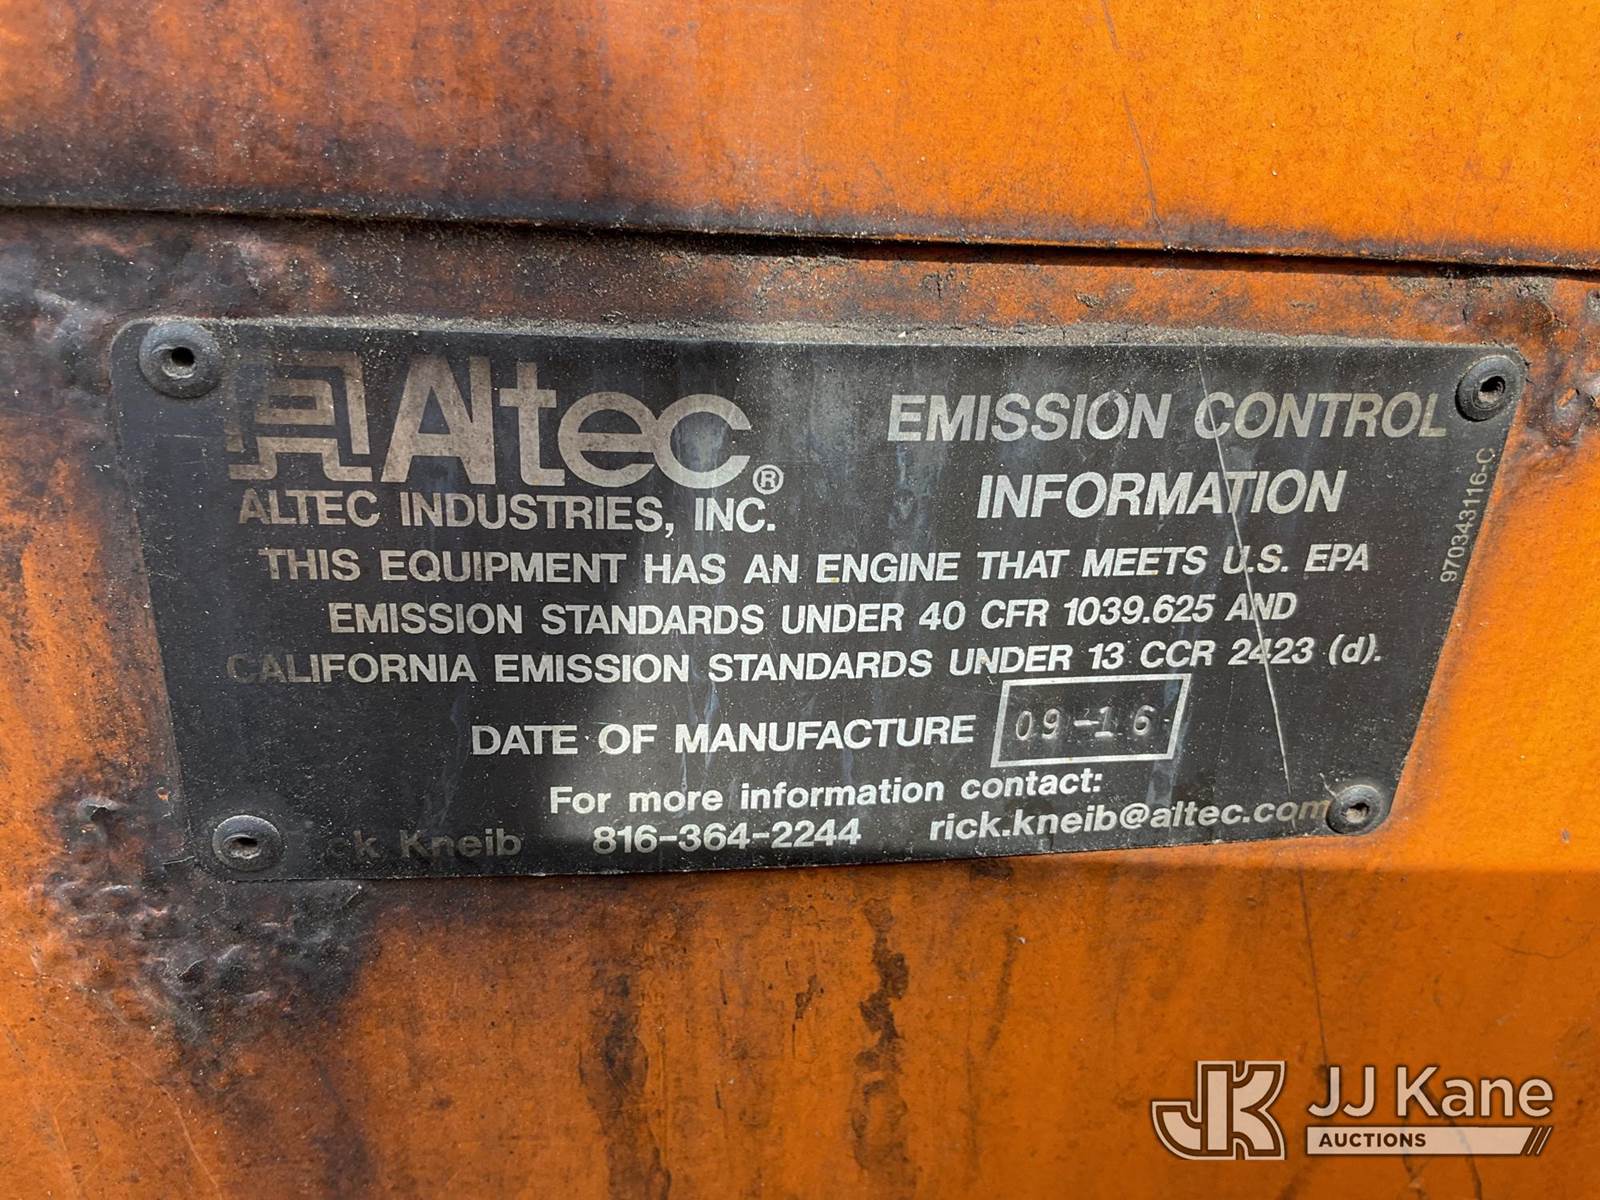 Altec®
ALTEC INDUSTRIES, INC.
EMISSION CONTROL
INFORMATION
970343116-C
THIS EQUIPMENT HAS AN ENGINE THAT MEETS U.S. EPA
EMISSION STANDARDS UNDER 40 CFR 1039.625 AND
CALIFORNIA EMISSION STANDARDS UNDER 13 CCR 2423 (d).
DATE OF MANUFACTURE 09-16
For more information contact:
Rick Kneib 816-364-2244 rick.kneib@altec.com
JK JJ Kane
AUCTIONS